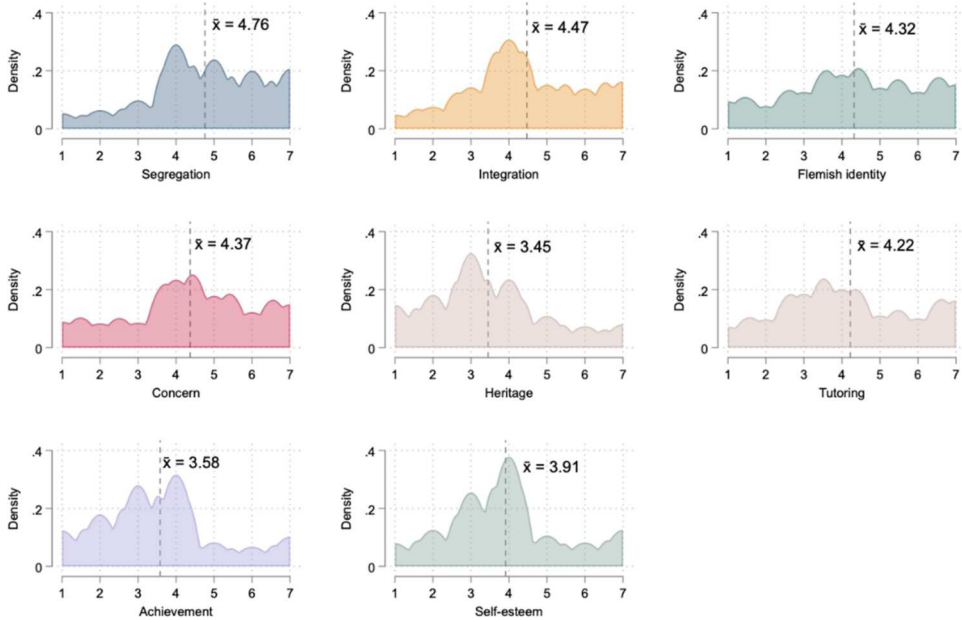 x̄ = 4.76
Density
.4
.2
0
1 2 3 4 5 6 7
Segregation
x̄ = 4.47
Density
.4
.2
0
1 2 3 4 5 6 7
Integration
x̄ = 4.32
Density
.4
.2
0
1 2 3 4 5 6 7
Flemish identity
x̄ = 4.37
Density
.4
.2
0
1 2 3 4 5 6 7
Concern
x̄ = 3.45
Density
.4
.2
0
1 2 3 4 5 6 7
Heritage
x̄ = 4.22
Density
.4
.2
0
1 2 3 4 5 6 7
Tutoring
x̄ = 3.58
Density
.4
.2
0
1 2 3 4 5 6 7
Achievement
x̄ = 3.91
Density
.4
.2
0
1 2 3 4 5 6 7
Self-esteem